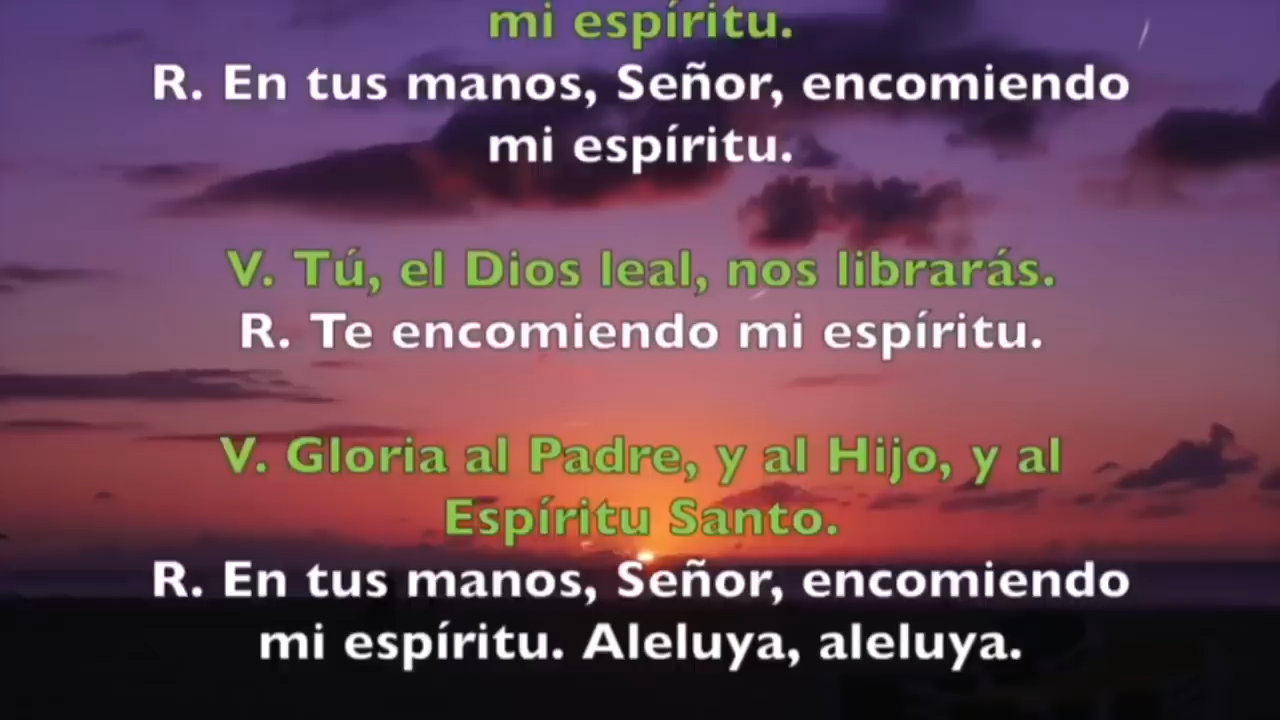 mi espíritu.
R. En tus manos, Señor, encomiendo
mi espíritu.
V. Tú, el Dios leal, nos librarás.
R. Te encomiendo mi espíritu.
V. Gloria al Padre, y al Hijo, y al
Espíritu Santo.
R. En tus manos, Señor, encomiendo
mi espíritu. Aleluya, aleluya.